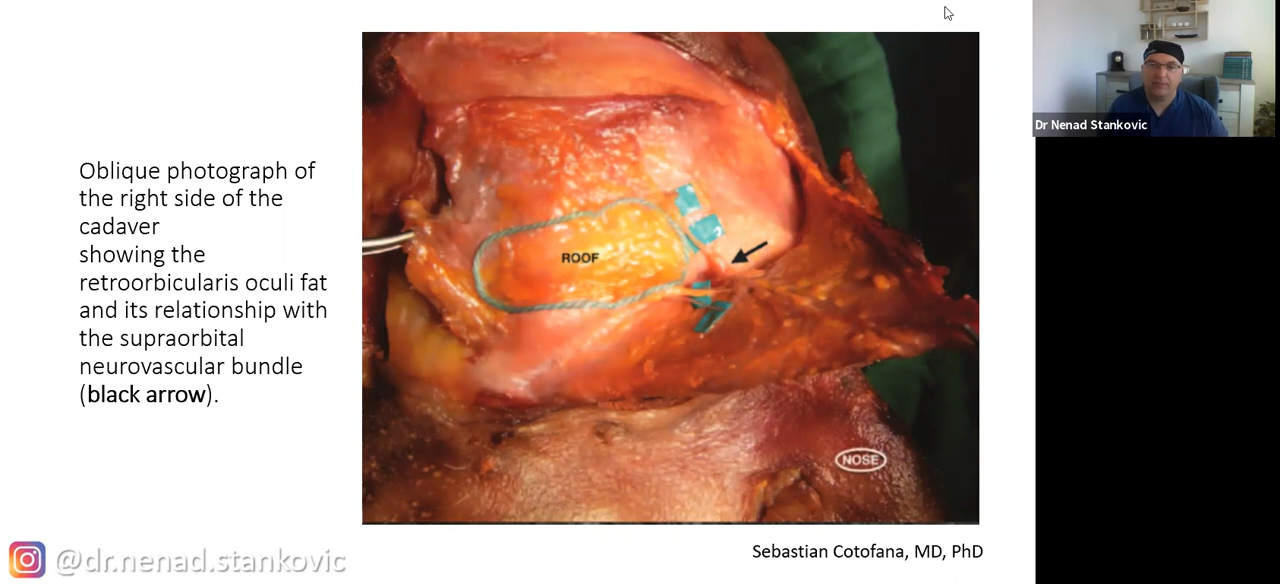 Dr Nenad Stankovic
Oblique photograph of
the right side of the
cadaver
showing the
retroorbicularis oculi fat
and its relationship with
the supraorbital
neurovascular bundle
(black arrow).
ROOF
NOSE
Sebastian Cotofana, MD, PhD
@dr.nenad.stankovic